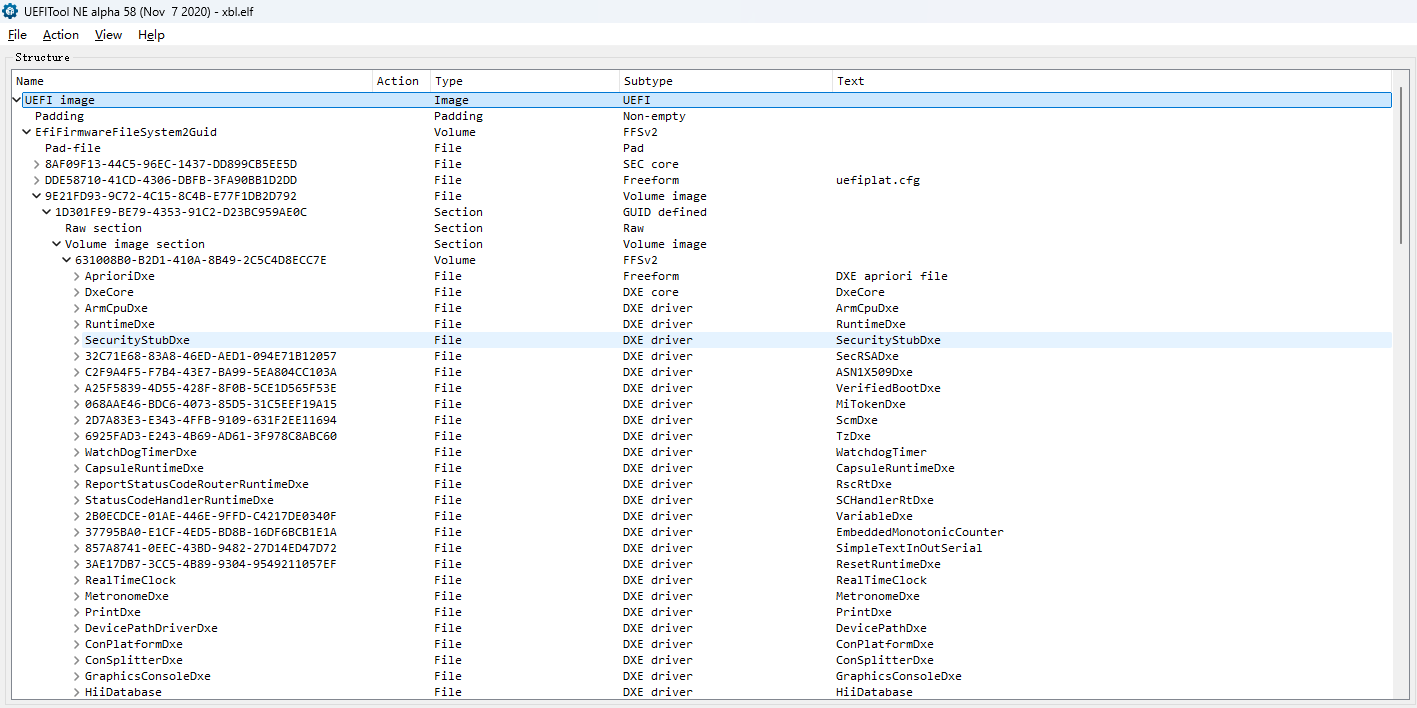 UEFITool NE alpha 58 (Nov  7 2020) - xbl.elf
File Action View Help
Structure
Name Action Type Subtype Text
UEFI image Image UEFI
Padding Padding Non-empty
EfiFirmwareFileSystem2Guid Volume FFSv2
Pad-file File Pad
8AF09F13-44C5-96EC-1437-DD899CB5EE5D File SEC core
DDE58710-41CD-4306-DBFB-3FA90BB1D2DD File Freeform uefiplat.cfg
9E21FD93-9C72-4C15-8C4B-E77F1DB2D792 File Volume image
1D301FE9-BE79-4353-91C2-D23BC959AE0C Section GUID defined
Raw section Section Raw
Volume image section Section Volume image
631008B0-B2D1-410A-8B49-2C5C4D8ECC7E Volume FFSv2
AprioriDxe File Freeform DXE apriori file
DxeCore File DXE core DxeCore
ArmCpuDxe File DXE driver ArmCpuDxe
RuntimeDxe File DXE driver RuntimeDxe
SecurityStubDxe File DXE driver SecurityStubDxe
32C71E68-83A8-46ED-AED1-094E71B12057 File DXE driver SecRSADxe
C2F9A4F5-F7B4-43E7-BA99-5EA804CC103A File DXE driver ASN1X509Dxe
A25F5839-4D55-428F-8F0B-5CE1D565F53E File DXE driver VerifiedBootDxe
068AAE46-BDC6-4073-85D5-31C5EEF19A15 File DXE driver MiTokenDxe
2D7A83E3-E343-4FFB-9109-631F2EE11694 File DXE driver ScmDxe
6925FAD3-E243-4B69-AD61-3F978C8ABC60 File DXE driver TzDxe
WatchDogTimerDxe File DXE driver WatchdogTimer
CapsuleRuntimeDxe File DXE driver CapsuleRuntimeDxe
ReportStatusCodeRouterRuntimeDxe File DXE driver RscRtDxe
StatusCodeHandlerRuntimeDxe File DXE driver SCHandlerRtDxe
2B0ECDCE-01AE-446E-9FFD-C4217DE0340F File DXE driver VariableDxe
37795BA0-E1CF-4ED5-BD8B-16DF6BCB1E1A File DXE driver EmbeddedMonotonicCounter
857A8741-0EEC-43BD-9482-27D14ED47D72 File DXE driver SimpleTextInOutSerial
3AE17DB7-3CC5-4B89-9304-9549211057EF File DXE driver ResetRuntimeDxe
RealTimeClock File DXE driver RealTimeClock
MetronomeDxe File DXE driver MetronomeDxe
PrintDxe File DXE driver PrintDxe
DevicePathDriverDxe File DXE driver DevicePathDxe
ConPlatformDxe File DXE driver ConPlatformDxe
ConSplitterDxe File DXE driver ConSplitterDxe
GraphicsConsoleDxe File DXE driver GraphicsConsoleDxe
HiiDatabase File DXE driver HiiDatabase